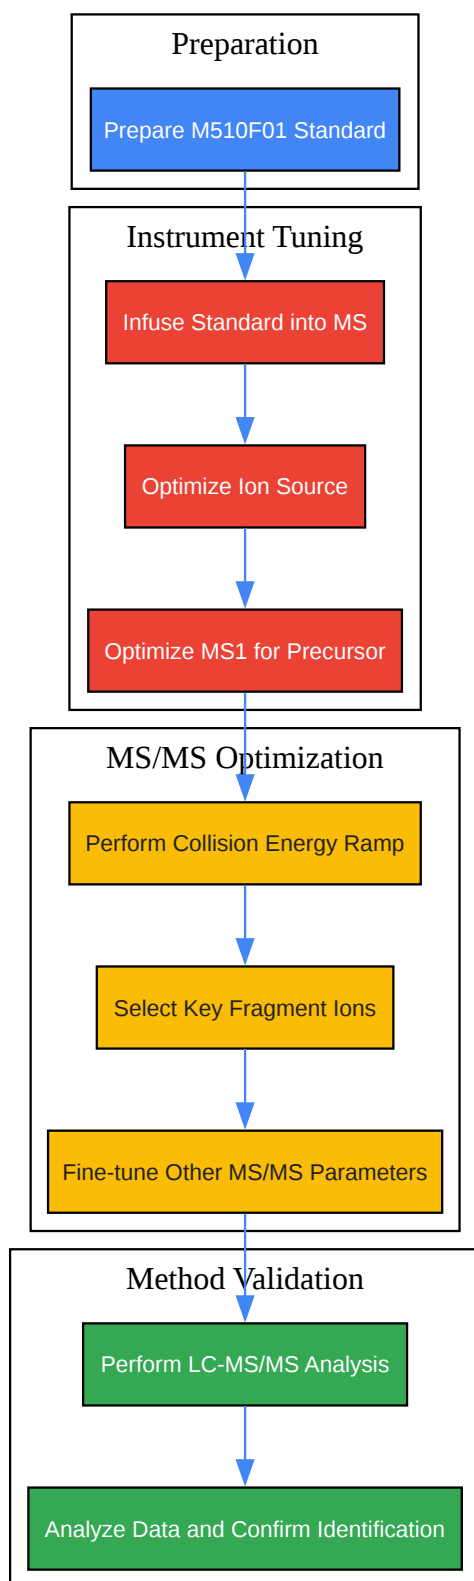 Preparation
Prepare M510F01 Standard
Instrument Tuning
Infuse Standard into MS
Optimize Ion Source
Optimize MS1 for Precursor
MS/MS Optimization
Perform Collision Energy Ramp
Select Key Fragment Ions
Fine-tune Other MS/MS Parameters
Method Validation
Perform LC-MS/MS Analysis
Analyze Data and Confirm Identification